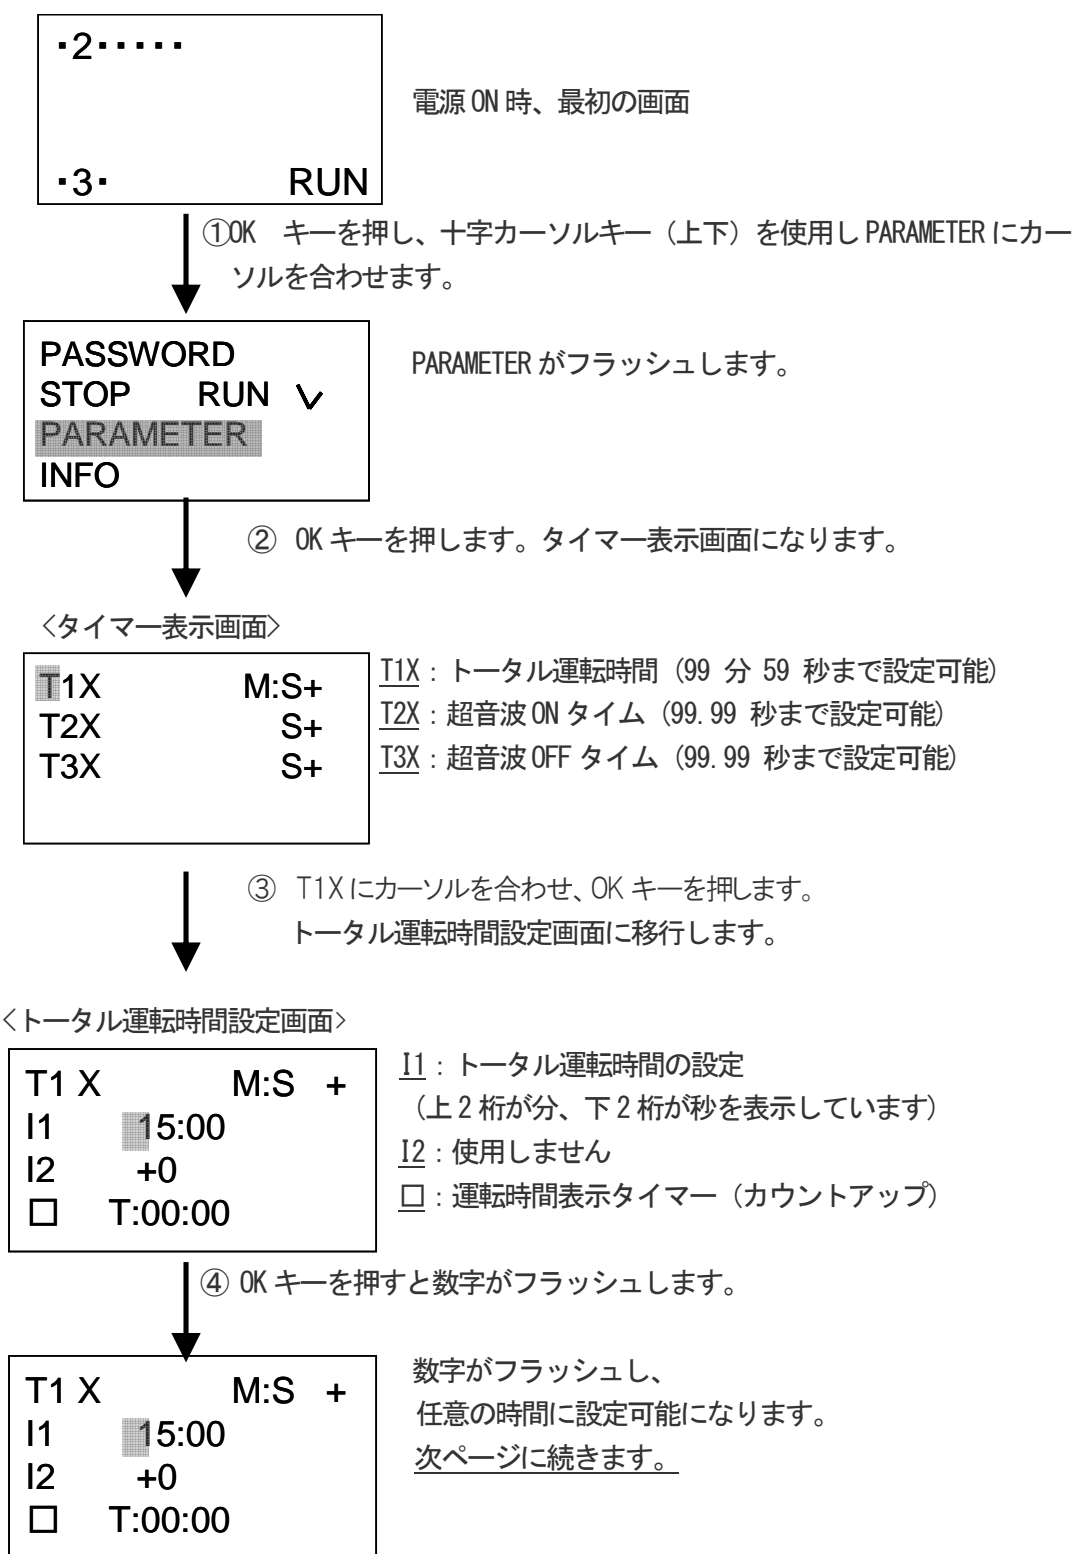 ·2·····
電源 ON 時、最初の画面
·3· RUN
①OK キーを押し、十字カーソルキー（上下）を使用し PARAMETER にカー
ソルを合わせます。
PASSWORD
STOP RUN ∨
PARAMETER
INFO
PARAMETER がフラッシュします。
② OK キーを押します。タイマー表示画面になります。
<タイマー表示画面>
T1X M:S+
T2X S+
T3X S+
T1X：トータル運転時間（99 分 59 秒まで設定可能）
T2X：超音波 ON タイム（99.99 秒まで設定可能）
T3X：超音波 OFF タイム（99.99 秒まで設定可能）
③ T1X にカーソルを合わせ、OK キーを押します。
トータル運転時間設定画面に移行します。
<トータル運転時間設定画面>
T1 X M:S +
I1 15:00
I2 +0
□ T:00:00
I1：トータル運転時間の設定
（上 2 桁が分、下 2 桁が秒を表示しています）
I2：使用しません
□：運転時間表示タイマー（カウントアップ）
④ OK キーを押すと数字がフラッシュします。
T1 X M:S +
I1 15:00
I2 +0
□ T:00:00
数字がフラッシュし、
任意の時間に設定可能になります。
次ページに続きます。